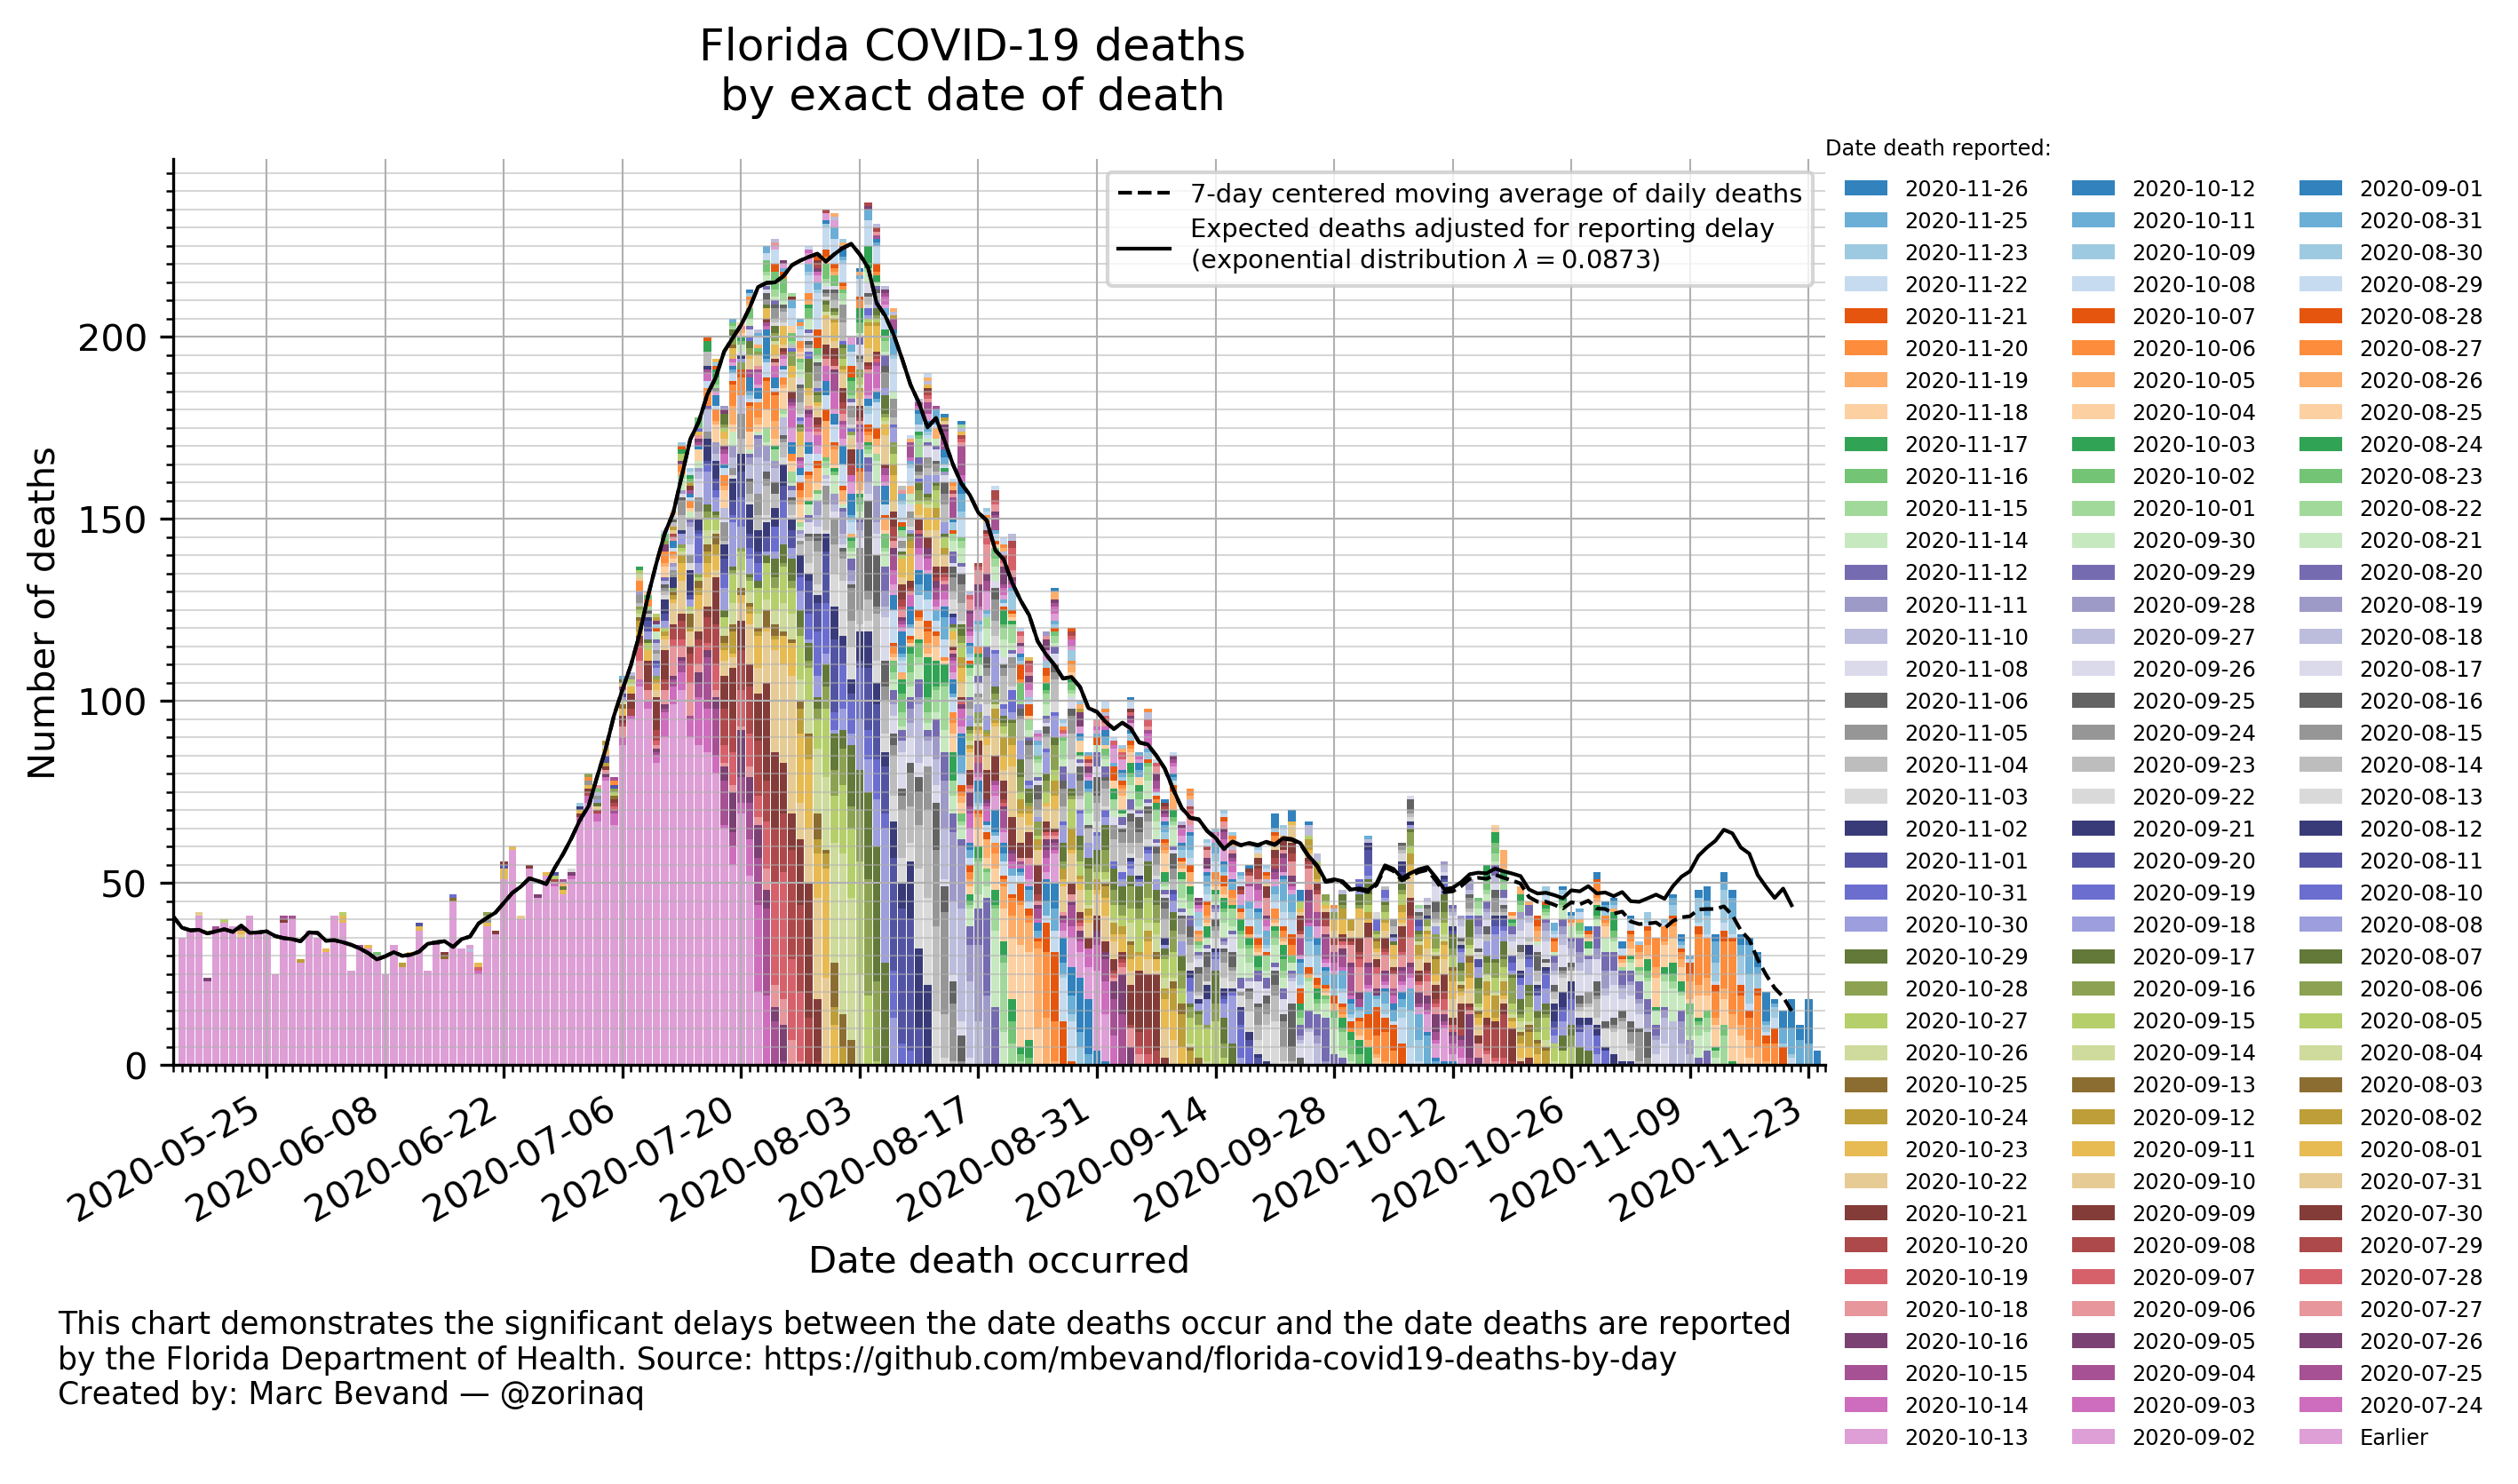 Florida COVID-19 deaths
by exact date of death
Date death reported:
7-day centered moving average of daily deaths
Expected deaths adjusted for reporting delay
(exponential distribution λ = 0.0873)
2020-11-26 2020-10-12 2020-09-01
2020-11-25 2020-10-11 2020-08-31
2020-11-23 2020-10-09 2020-08-30
2020-11-22 2020-10-08 2020-08-29
2020-11-21 2020-10-07 2020-08-28
2020-11-20 2020-10-06 2020-08-27
2020-11-19 2020-10-05 2020-08-26
2020-11-18 2020-10-04 2020-08-25
2020-11-17 2020-10-03 2020-08-24
2020-11-16 2020-10-02 2020-08-23
2020-11-15 2020-10-01 2020-08-22
2020-11-14 2020-09-30 2020-08-21
2020-11-12 2020-09-29 2020-08-20
2020-11-11 2020-09-28 2020-08-19
2020-11-10 2020-09-27 2020-08-18
2020-11-08 2020-09-26 2020-08-17
2020-11-06 2020-09-25 2020-08-16
2020-11-05 2020-09-24 2020-08-15
2020-11-04 2020-09-23 2020-08-14
2020-11-03 2020-09-22 2020-08-13
2020-11-02 2020-09-21 2020-08-12
2020-11-01 2020-09-20 2020-08-11
2020-10-31 2020-09-19 2020-08-10
2020-10-30 2020-09-18 2020-08-08
2020-10-29 2020-09-17 2020-08-07
2020-10-28 2020-09-16 2020-08-06
2020-10-27 2020-09-15 2020-08-05
2020-10-26 2020-09-14 2020-08-04
2020-10-25 2020-09-13 2020-08-03
2020-10-24 2020-09-12 2020-08-02
2020-10-23 2020-09-11 2020-08-01
2020-10-22 2020-09-10 2020-07-31
2020-10-21 2020-09-09 2020-07-30
2020-10-20 2020-09-08 2020-07-29
2020-10-19 2020-09-07 2020-07-28
2020-10-18 2020-09-06 2020-07-27
2020-10-16 2020-09-05 2020-07-26
2020-10-15 2020-09-04 2020-07-25
2020-10-14 2020-09-03 2020-07-24
2020-10-13 2020-09-02 Earlier
Number of deaths
200
150
100
50
0
2020-05-25 2020-06-08 2020-06-22 2020-07-06 2020-07-20 2020-08-03 2020-08-17 2020-08-31 2020-09-14 2020-09-28 2020-10-12 2020-10-26 2020-11-09 2020-11-23
Date death occurred
This chart demonstrates the significant delays between the date deaths occur and the date deaths are reported
by the Florida Department of Health. Source: https://github.com/mbevand/florida-covid19-deaths-by-day
Created by: Marc Bevand — @zorinaq